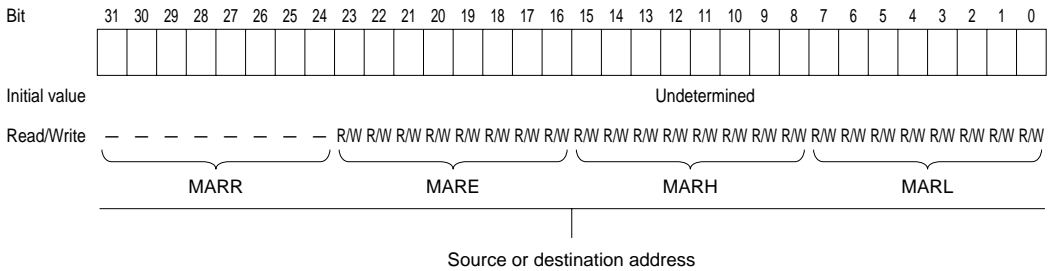 Bit 31 30 29 28 27 26 25 24 23 22 21 20 19 18 17 16 15 14 13 12 11 10 9 8 7 6 5 4 3 2 1 0
Initial value Undetermined
Read/Write — — — — — — — — R/W R/W R/W R/W R/W R/W R/W R/W R/W R/W R/W R/W R/W R/W R/W R/W R/W R/W R/W R/W R/W R/W R/W R/W
MARR MARE MARH MARL
Source or destination address